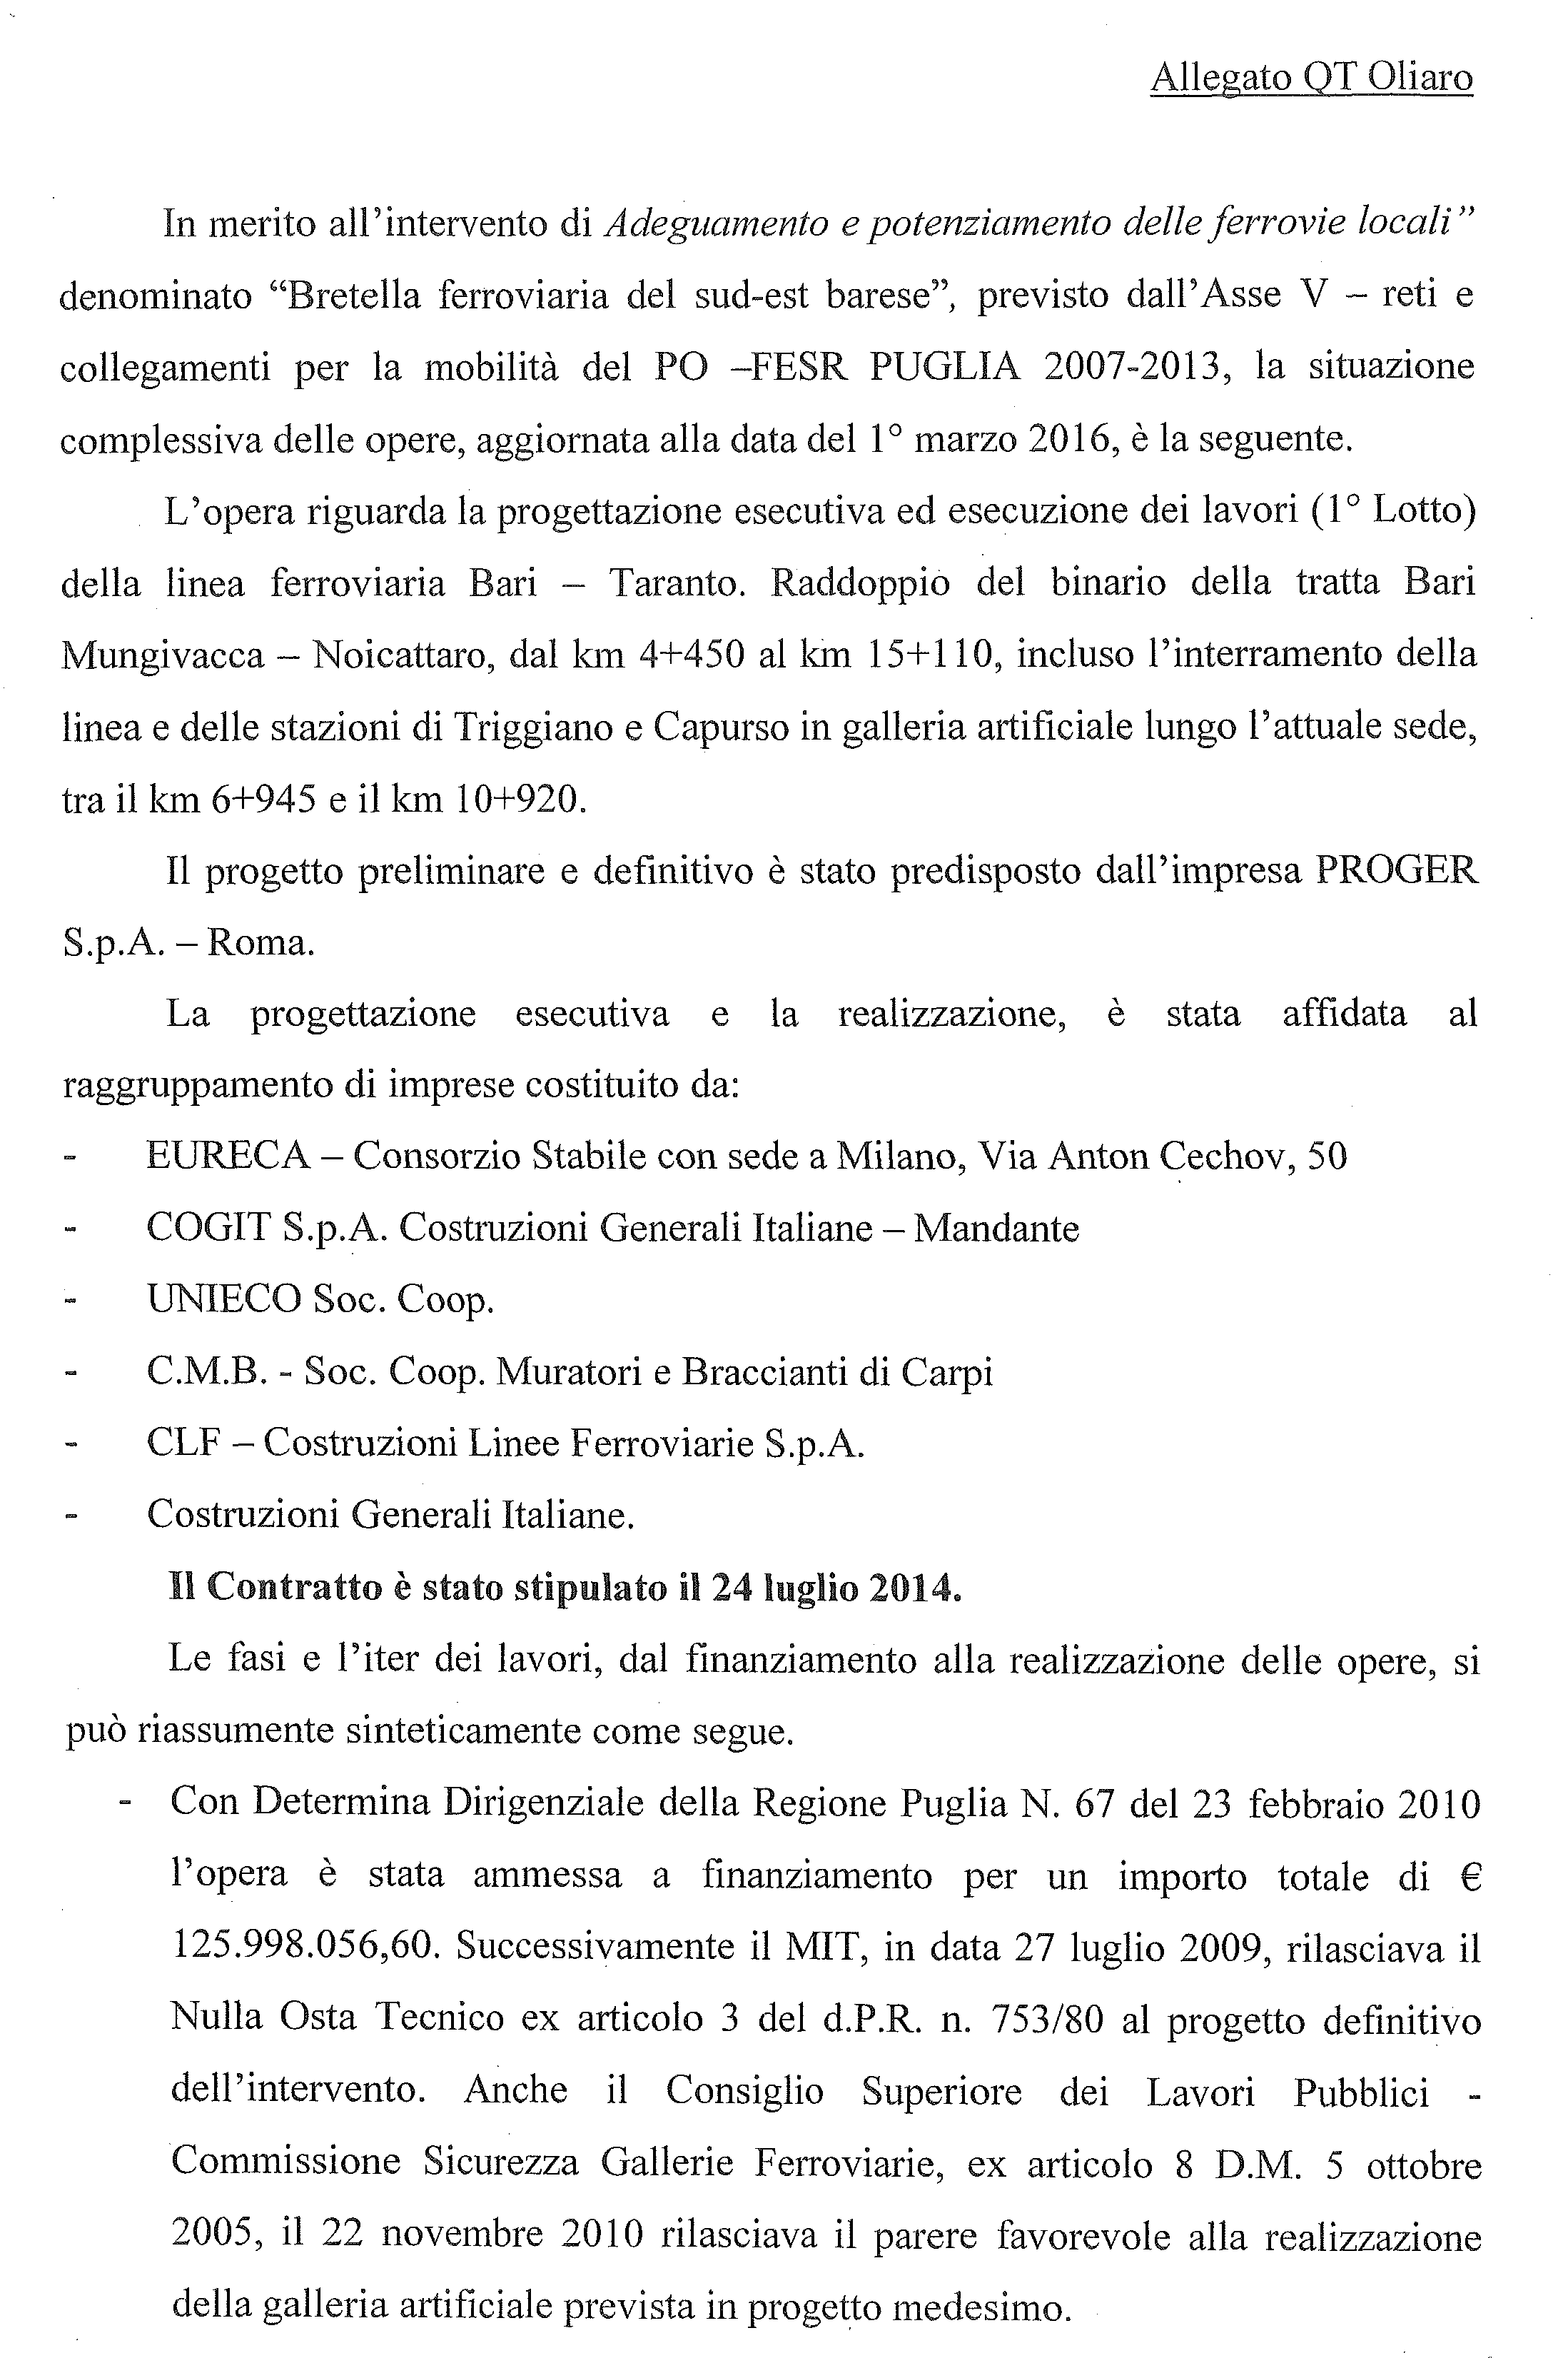 Allegato QT Oliaro
In merito all'intervento di Adeguamento e potenziamento delle ferrovie locali"
denominato "Bretella ferroviaria del sud-est barese", previsto dall'Asse V – reti e
collegamenti per la mobilità del PO –FESR PUGLIA 2007-2013, la situazione
complessiva delle opere, aggiornata alla data del 1° marzo 2016, è la seguente.
L'opera riguarda la progettazione esecutiva ed esecuzione dei lavori (1° Lotto)
della linea ferroviaria Bari – Taranto. Raddoppio del binario della tratta Bari
Mungivacca – Noicattaro, dal km 4+450 al km 15+110, incluso l'interramento della
linea e delle stazioni di Triggiano e Capurso in galleria artificiale lungo l'attuale sede,
tra il km 6+945 e il km 10+920.
Il progetto preliminare e definitivo è stato predisposto dall'impresa PROGER
S.p.A. – Roma.
La progettazione esecutiva e la realizzazione, è stata affidata al
raggruppamento di imprese costituito da:
- EURECA – Consorzio Stabile con sede a Milano, Via Anton Cechov, 50
- COGIT S.p.A. Costruzioni Generali Italiane – Mandante
- UNIECO Soc. Coop.
- C.M.B. - Soc. Coop. Muratori e Braccianti di Carpi
- CLF – Costruzioni Linee Ferroviarie S.p.A.
- Costruzioni Generali Italiane.
Il Contratto è stato stipulato il 24 luglio 2014.
Le fasi e l'iter dei lavori, dal finanziamento alla realizzazione delle opere, si
può riassumente sinteticamente come segue.
- Con Determina Dirigenziale della Regione Puglia N. 67 del 23 febbraio 2010
l'opera è stata ammessa a finanziamento per un importo totale di €
125.998.056,60. Successivamente il MIT, in data 27 luglio 2009, rilasciava il
Nulla Osta Tecnico ex articolo 3 del d.P.R. n. 753/80 al progetto definitivo
dell'intervento. Anche il Consiglio Superiore dei Lavori Pubblici -
Commissione Sicurezza Gallerie Ferroviarie, ex articolo 8 D.M. 5 ottobre
2005, il 22 novembre 2010 rilasciava il parere favorevole alla realizzazione
della galleria artificiale prevista in progetto medesimo.